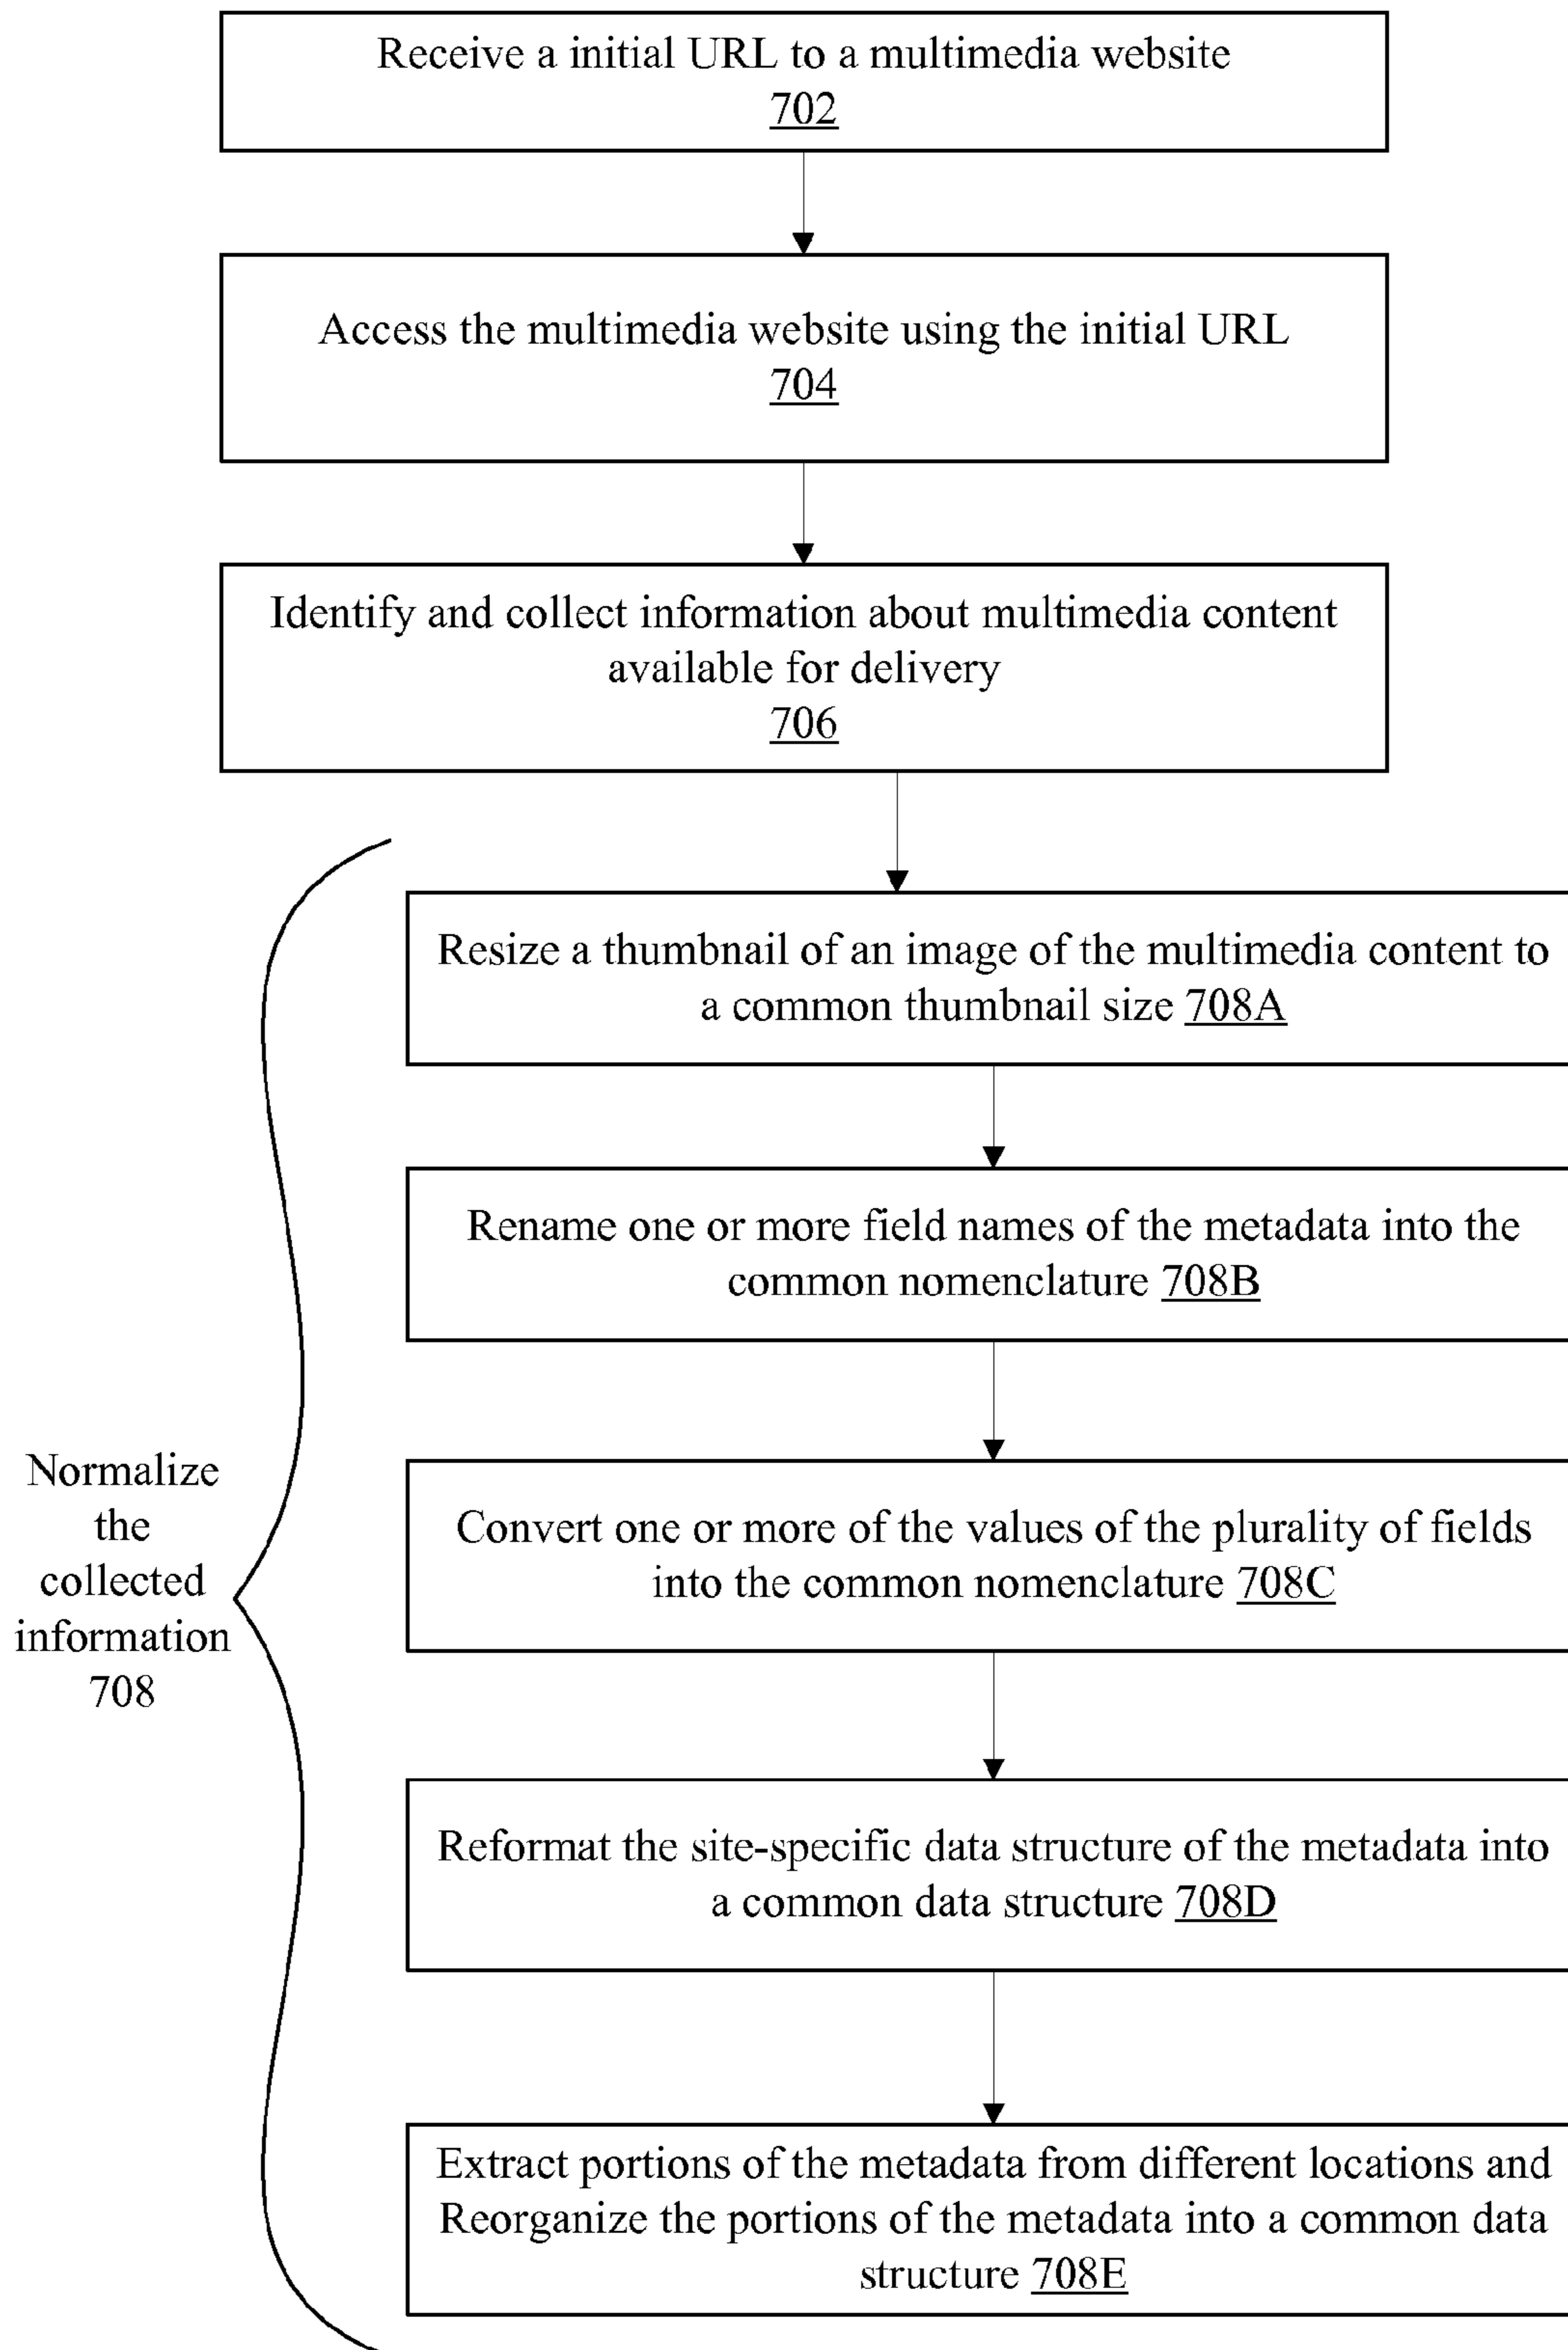 Receive a initial URL to a multimedia website
702
Access the multimedia website using the initial URL
704
Identify and collect information about multimedia content
available for delivery
706
Resize a thumbnail of an image of the multimedia content to
a common thumbnail size 708A
Rename one or more field names of the metadata into the
common nomenclature 708B
Normalize
the
collected
information
708
Convert one or more of the values of the plurality of fields
into the common nomenclature 708C
Reformat the site-specific data structure of the metadata into
a common data structure 708D
Extract portions of the metadata from different locations and
Reorganize the portions of the metadata into a common data
structure 708E